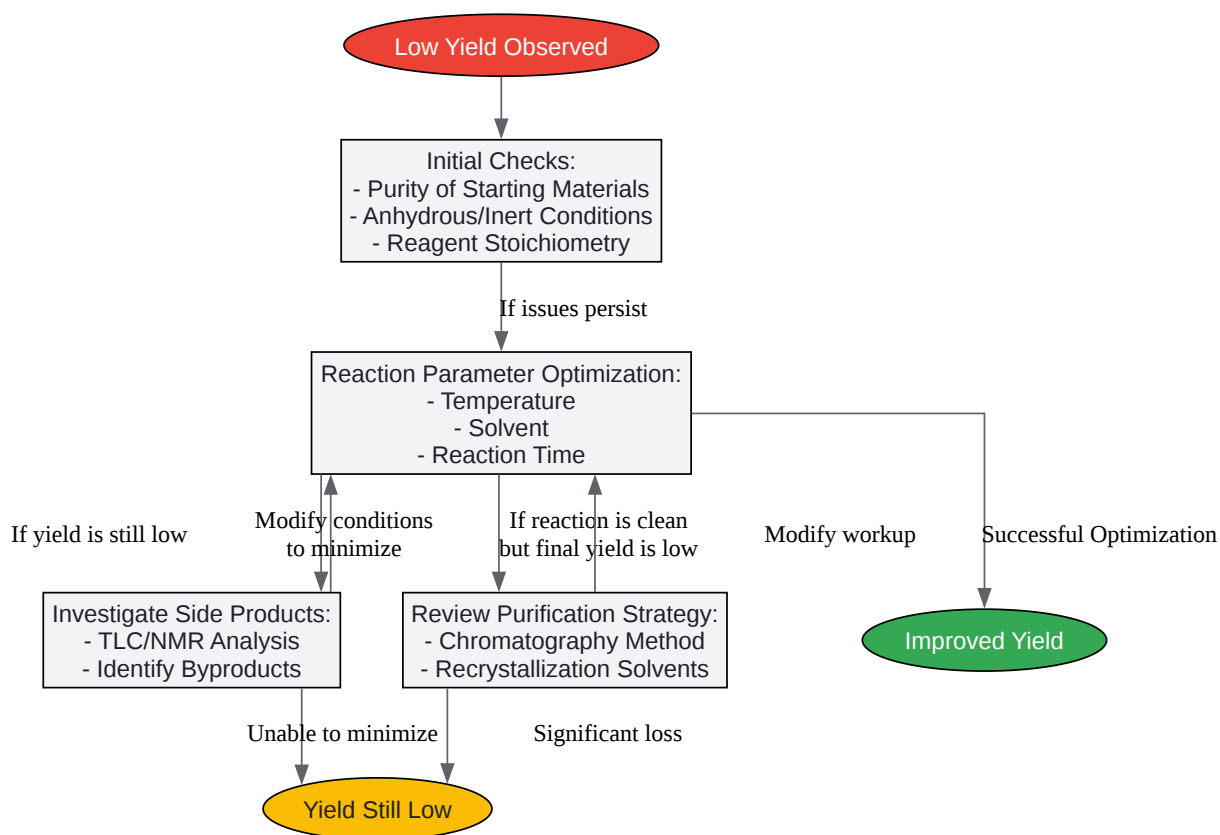 Low Yield Observed
Initial Checks:
- Purity of Starting Materials
- Anhydrous/Inert Conditions
- Reagent Stoichiometry
If issues persist
Reaction Parameter Optimization:
- Temperature
- Solvent
- Reaction Time
If yield is still low
Modify conditions
to minimize
If reaction is clean
but final yield is low
Modify workup
Successful Optimization
Investigate Side Products:
- TLC/NMR Analysis
- Identify Byproducts
Review Purification Strategy:
- Chromatography Method
- Recrystallization Solvents
Improved Yield
Unable to minimize
Significant loss
Yield Still Low